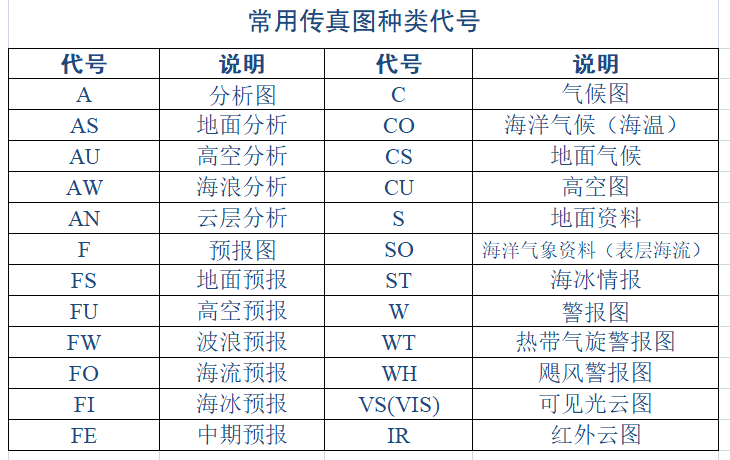 常用传真图种类代号
代号 说明 代号 说明
A 分析图 C 气候图
AS 地面分析 CO 海洋气候（海温）
AU 高空分析 CS 地面气候
AW 海浪分析 CU 高空图
AN 云层分析 S 地面资料
F 预报图 SO 海洋气象资料（表层海流）
FS 地面预报 ST 海冰情报
FU 高空预报 W 警报图
FW 波浪预报 WT 热带气旋警报图
FO 海流预报 WH 飓风警报图
FI 海冰预报 VS(VIS) 可见光云图
FE 中期预报 IR 红外云图